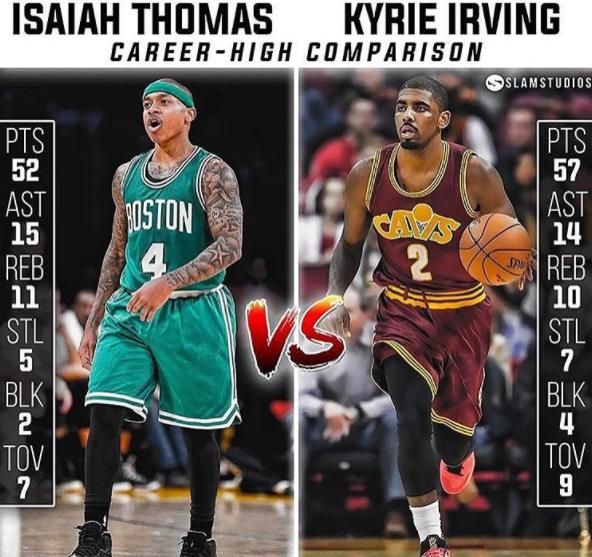 ISAIAH THOMAS KYRIE IRVING
CAREER-HIGH COMPARISON
SLAMSTUDIOS
PTS
52
AST
15
REB
11
STL
5
BLK
2
TOV
7
BOSTON
4
VS
CAVS
2
PTS
57
AST
14
REB
10
STL
7
BLK
4
TOV
9